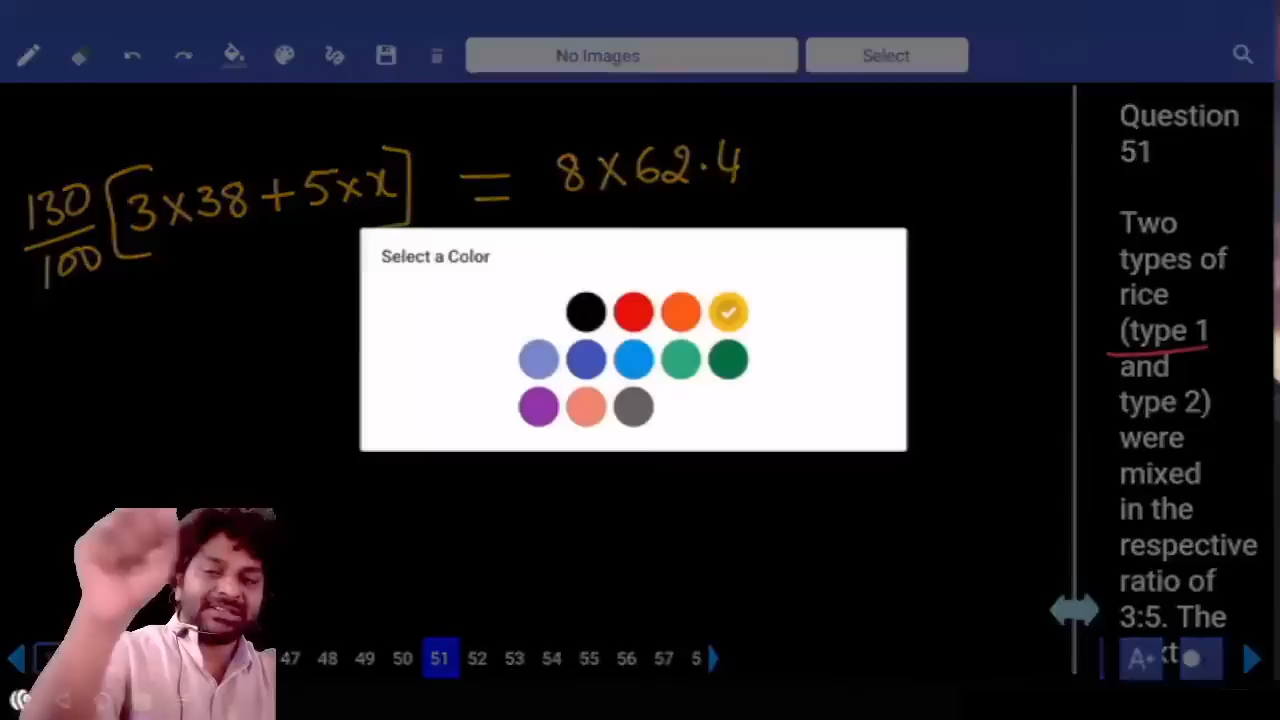 No Images
Select
130/100 [3×38+5×x] = 8×62.4
Select a Color
Question
51
Two
types of
rice
(type 1
and
type 2)
were
mixed
in the
respective
ratio of
3:5. The
47 48 49 50 51 52 53 54 55 56 57 5
A+